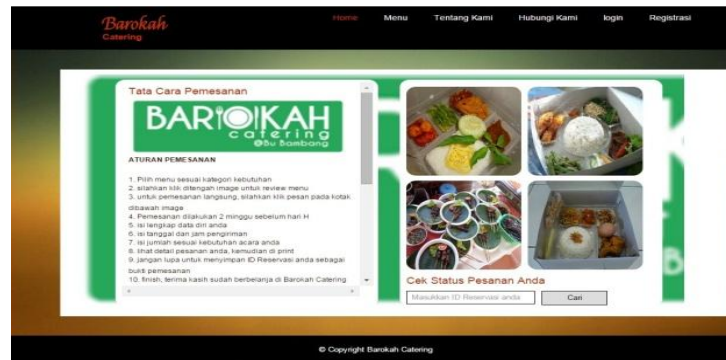 Barokah
Catering
Home Menu Tentang Kami Hubungi Kami login Registrasi
Tata Cara Pemesanan
BAROKAH
catering
@Bu Bambang
ATURAN PEMESANAN
1. Pilih menu sesuai kategori kebutuhan
2. silahkan klik ditengah image untuk review menu
3. untuk pemesanan langsung, silahkan klik pesan pada kotak
dibawah image
4. Pemesanan dilakukan 2 minggu sebelum hari H
5. isi lengkap data diri anda
6. isi tanggal dan jam pengiriman
7. isi jumlah sesuai kebutuhan acara anda
8. lihat detail pesanan anda, kemudian di print
9. jangan lupa untuk menyimpan ID Reservasi anda sebagai
bukti pemesanan
10. finish, terima kasih sudah berbelanja di Barokah Catering
Cek Status Pesanan Anda
Masukkan ID Reservasi anda Cari
© Copyright Barokah Catering